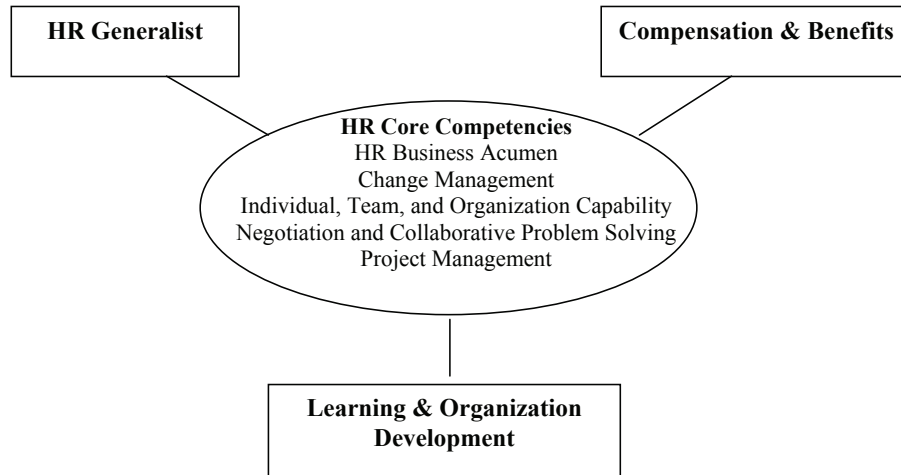 HR Generalist
Compensation & Benefits
HR Core Competencies
HR Business Acumen
Change Management
Individual, Team, and Organization Capability
Negotiation and Collaborative Problem Solving
Project Management
Learning & Organization
Development